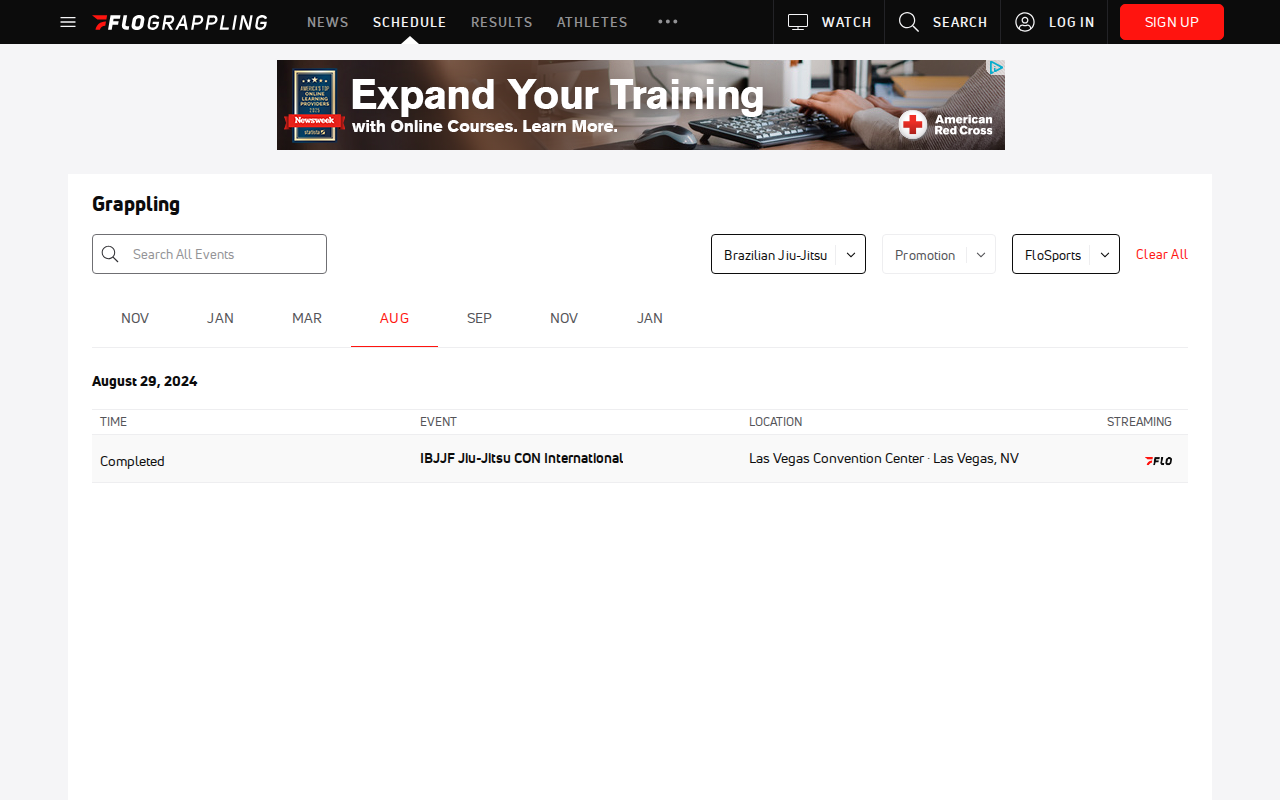 FLOGRAPPLING
NEWS
SCHEDULE
RESULTS
ATHLETES
WATCH
SEARCH
LOG IN
SIGN UP
AMERICA'S TOP
ONLINE
LEARNING
PROVIDERS
2025
Newsweek
statista
Expand Your Training
with Online Courses. Learn More.
American
Red Cross
Grappling
Search All Events
Brazilian Jiu-Jitsu
Promotion
FloSports
Clear All
NOV
JAN
MAR
AUG
SEP
NOV
JAN
August 29, 2024
TIME EVENT LOCATION STREAMING
Completed IBJJF Jiu-Jitsu CON International Las Vegas Convention Center · Las Vegas, NV FLO